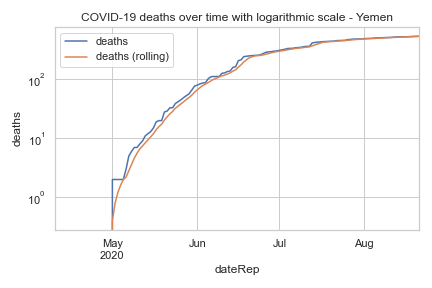 COVID-19 deaths over time with logarithmic scale - Yemen
deaths
deaths (rolling)
10²
10¹
10⁰
deaths
May
2020
Jun
Jul
Aug
dateRep